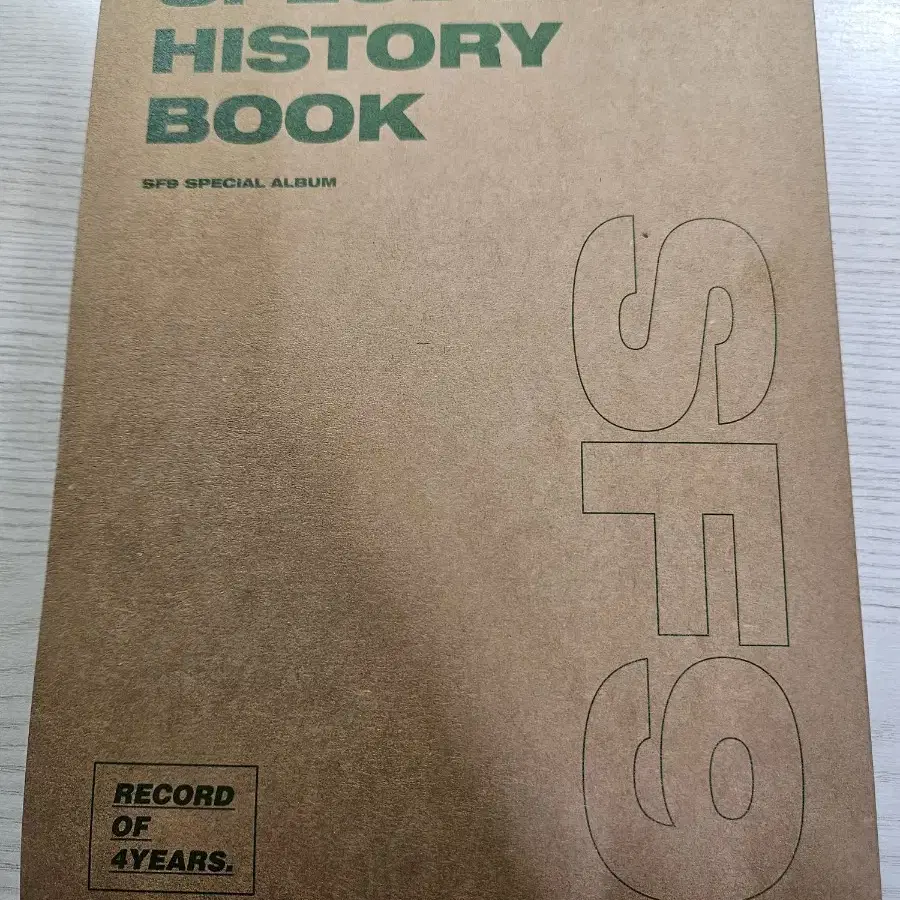 HISTORY
BOOK
SF9 SPECIAL ALBUM
SF9
RECORD
OF
4YEARS.